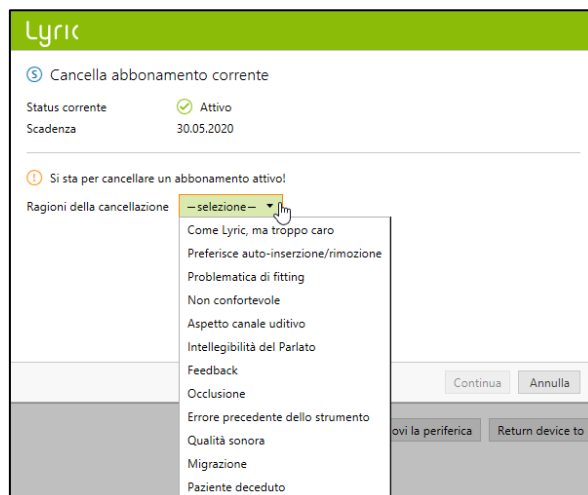 Lyric
Cancella abbonamento corrente
Status corrente Attivo
Scadenza 30.05.2020
Si sta per cancellare un abbonamento attivo!
Ragioni della cancellazione —selezione—
Come Lyric, ma troppo caro
Preferisce auto-inserzione/rimozione
Problematica di fitting
Non confortevole
Aspetto canale uditivo
Intellegibilità del Parlato
Feedback
Occlusione
Errore precedente dello strumento
Qualità sonora
Migrazione
Paziente deceduto
Continua Annulla
ovi la periferica Return device to